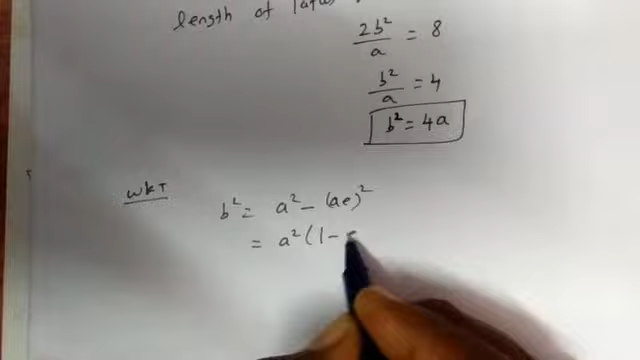 length of latus
2b²/a = 8
b²/a = 4
b² = 4a
WKT b² = a² - (ae)²
= a² (1 -